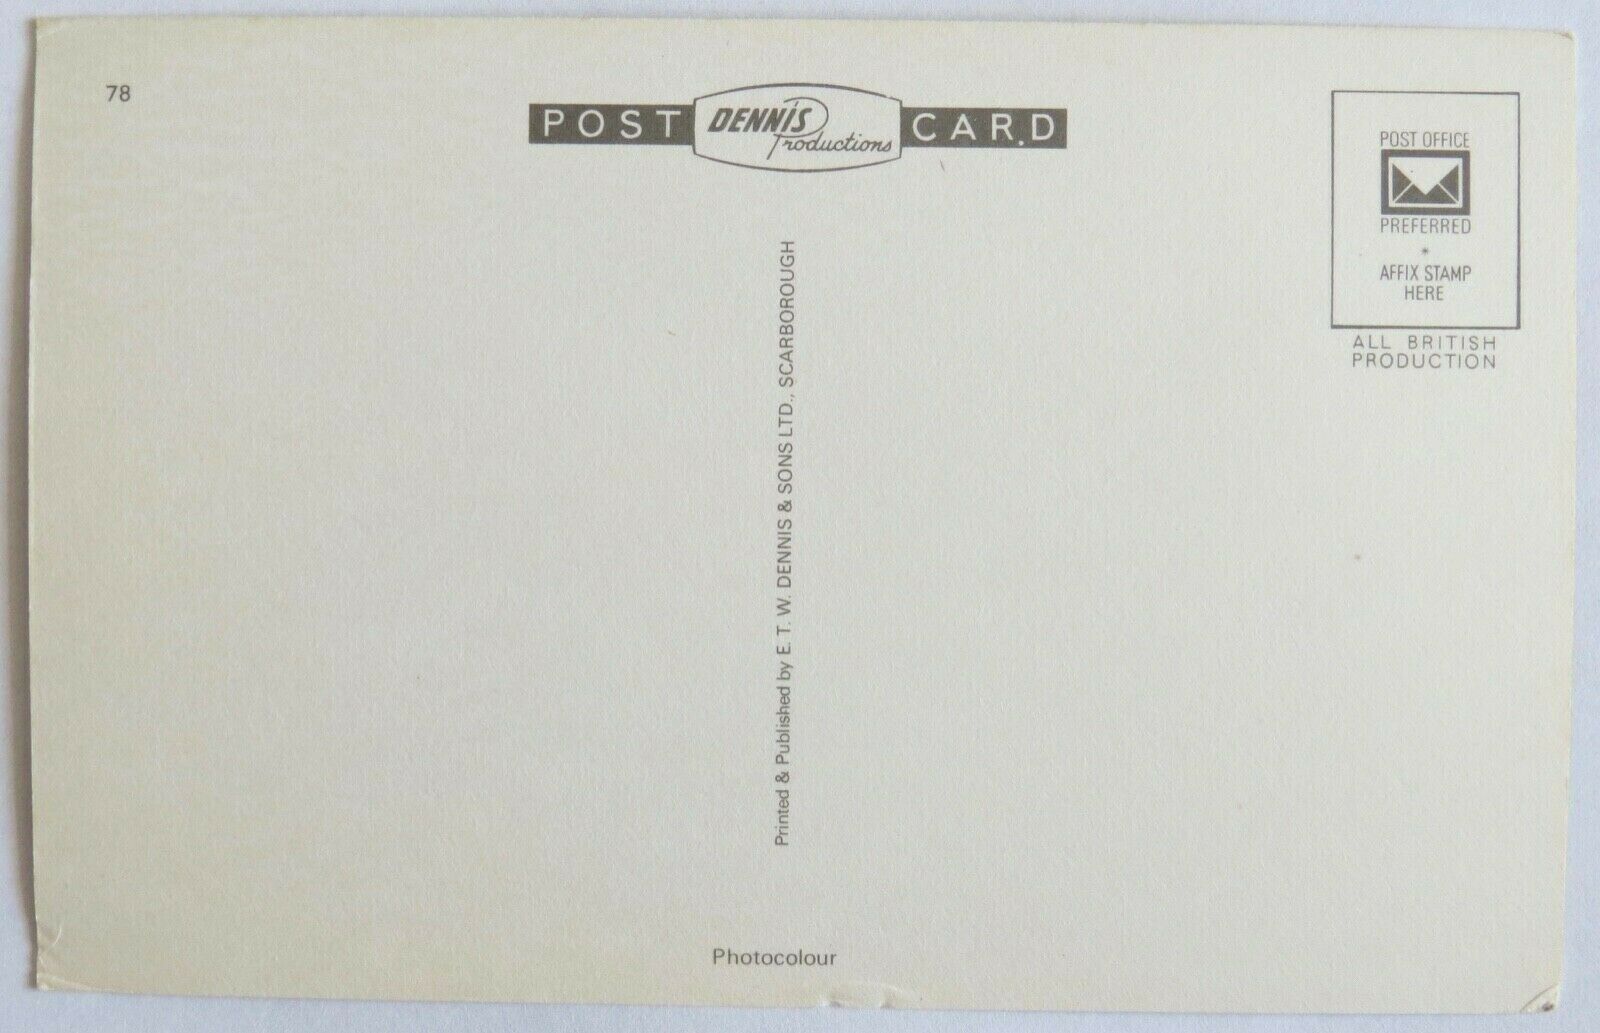 78
POST DENNIS Productions CARD
POST OFFICE
PREFERRED
*
AFFIX STAMP
HERE
ALL BRITISH
PRODUCTION
Printed & Published by E. T. W. DENNIS & SONS LTD., SCARBOROUGH
Photocolour